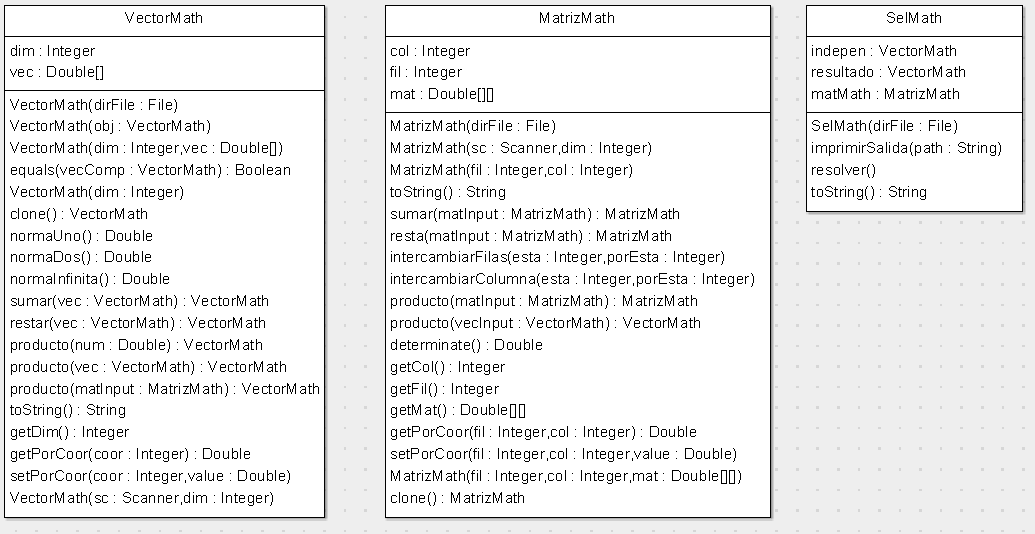 VectorMath
dim : Integer
vec : Double[]
VectorMath(dirFile : File)
VectorMath(obj : VectorMath)
VectorMath(dim : Integer,vec : Double[])
equals(vecComp : VectorMath) : Boolean
VectorMath(dim : Integer)
clone() : VectorMath
normaUno() : Double
normaDos() : Double
normaInfinita() : Double
sumar(vec : VectorMath) : VectorMath
restar(vec : VectorMath) : VectorMath
producto(num : Double) : VectorMath
producto(vec : VectorMath) : VectorMath
producto(matInput : MatrizMath) : VectorMath
toString() : String
getDim() : Integer
getPorCoor(coor : Integer) : Double
setPorCoor(coor : Integer,value : Double)
VectorMath(sc : Scanner,dim : Integer)
MatrizMath
col : Integer
fil : Integer
mat : Double[][]
MatrizMath(dirFile : File)
MatrizMath(sc : Scanner,dim : Integer)
MatrizMath(fil : Integer,col : Integer)
toString() : String
sumar(matInput : MatrizMath) : MatrizMath
resta(matInput : MatrizMath) : MatrizMath
intercambiarFilas(esta : Integer,porEsta : Integer)
intercambiarColumna(esta : Integer,porEsta : Integer)
producto(matInput : MatrizMath) : MatrizMath
producto(vecInput : VectorMath) : VectorMath
determinate() : Double
getCol() : Integer
getFil() : Integer
getMat() : Double[][]
getPorCoor(fil : Integer,col : Integer) : Double
setPorCoor(fil : Integer,col : Integer,value : Double)
MatrizMath(fil : Integer,col : Integer,mat : Double[][])
clone() : MatrizMath
SelMath
indepen : VectorMath
resultado : VectorMath
matMath : MatrizMath
SelMath(dirFile : File)
imprimirSalida(path : String)
resolver()
toString() : String